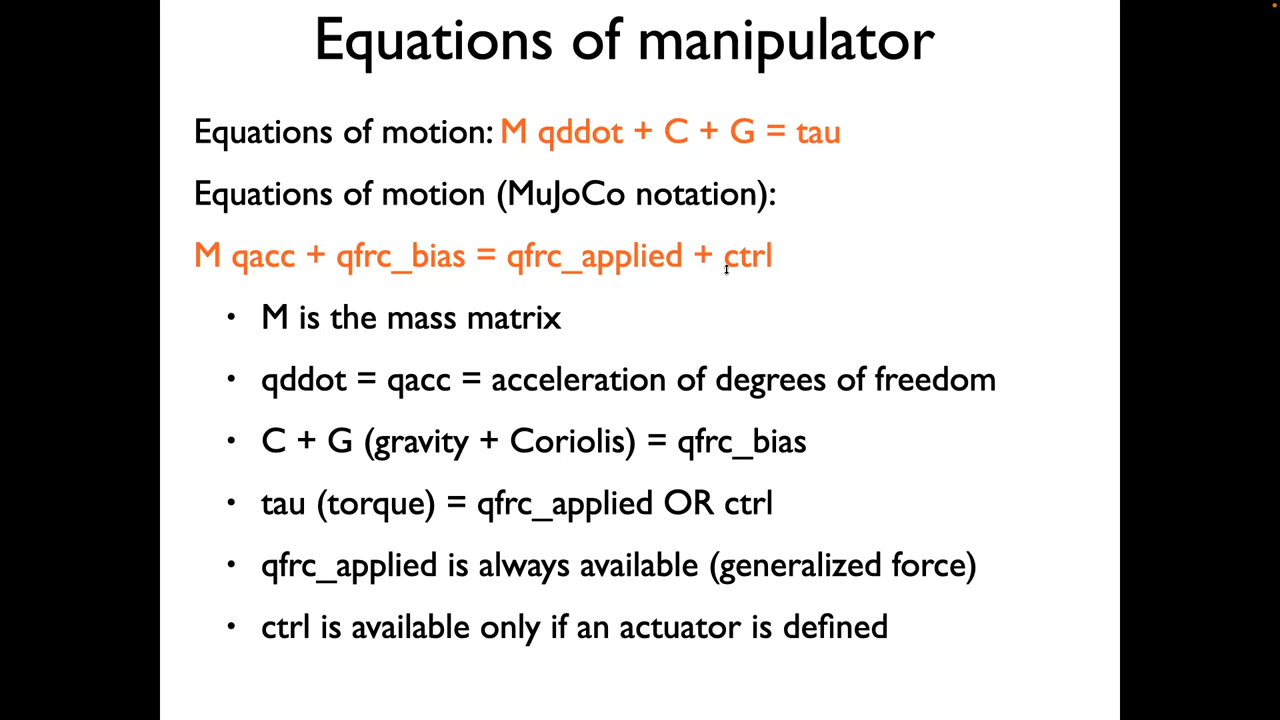 Equations of manipulator
Equations of motion: M qddot + C + G = tau
Equations of motion (MuJoCo notation):
M qacc + qfrc_bias = qfrc_applied + ctrl
• M is the mass matrix
• qddot = qacc = acceleration of degrees of freedom
• C + G (gravity + Coriolis) = qfrc_bias
• tau (torque) = qfrc_applied OR ctrl
• qfrc_applied is always available (generalized force)
• ctrl is available only if an actuator is defined